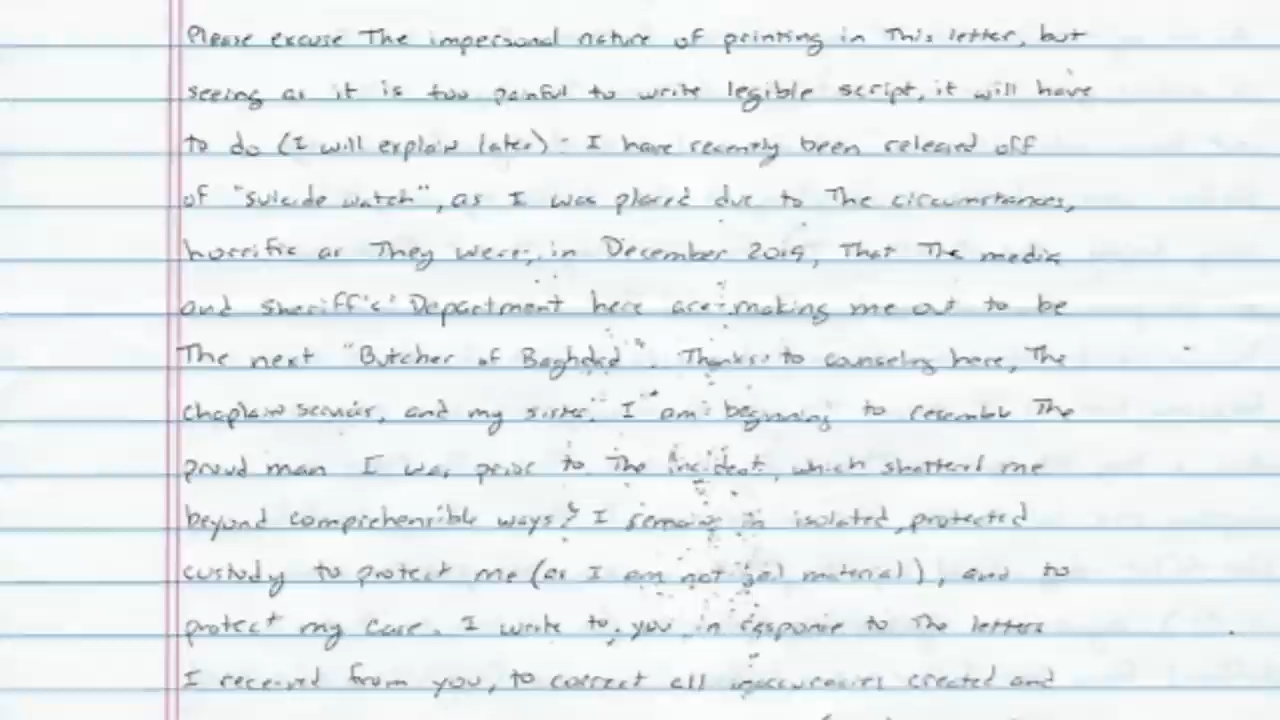 Please excuse The impersonal nature of printing in This letter, but
seeing as it is too painful to write legible script, it will have
to do (I will explain later). I have recently been released off
of "suicide watch", as I was placed due to The circumstances,
horrific as They were, in December 2019, That The media
and Sheriff's' Department here are making me out to be
The next "Butcher of Baghdad". Thanks to counseling here, The
chaplain services, and my sister. I am beginning to resemble The
proud man I was prior to The incident, which shattered me
beyond comprehensible ways. I remain in isolated, protected
custody to protect me (as I am not jail material), and to
protect my case. I write to you in response to The letters
I received from you, to correct all inaccuracies created and